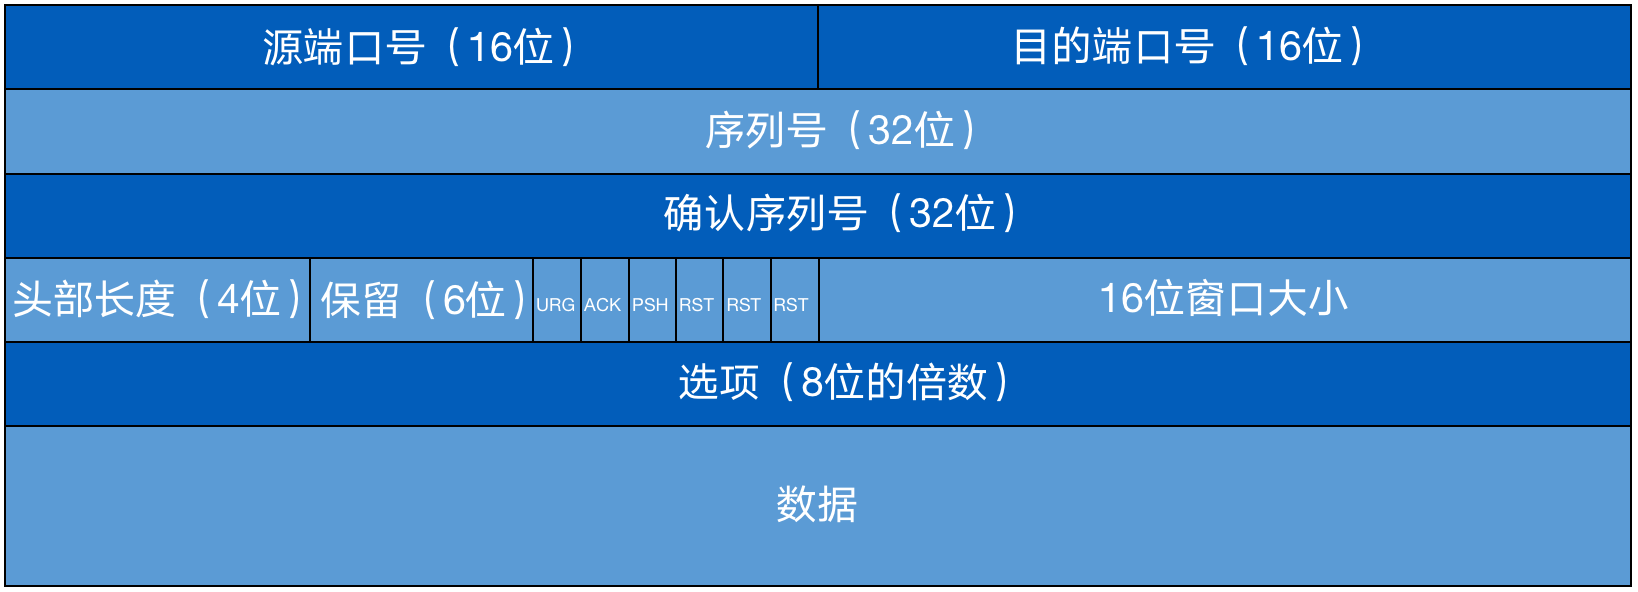 源端口号（16位） 目的端口号（16位）
序列号（32位）
确认序列号（32位）
头部长度（4位） 保留（6位） URG ACK PSH RST RST RST 16位窗口大小
选项（8位的倍数）
数据